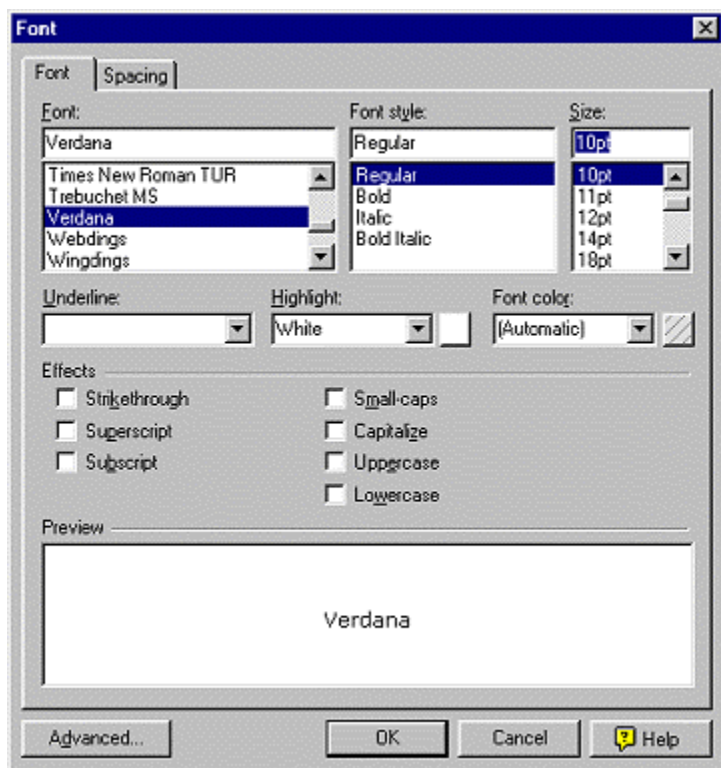 Font
Font Spacing
Font: Font style: Size:
Verdana Regular 10pt
Times New Roman TUR Regular 10pt
Trebuchet MS Bold 11pt
Verdana Italic 12pt
Webdings Bold Italic 14pt
Wingdings 18pt
Underline: Highlight: Font color:
White (Automatic)
Effects
Strikethrough Small-caps
Superscript Capitalize
Subscript Uppercase
Lowercase
Preview
Verdana
Advanced... OK Cancel ? Help